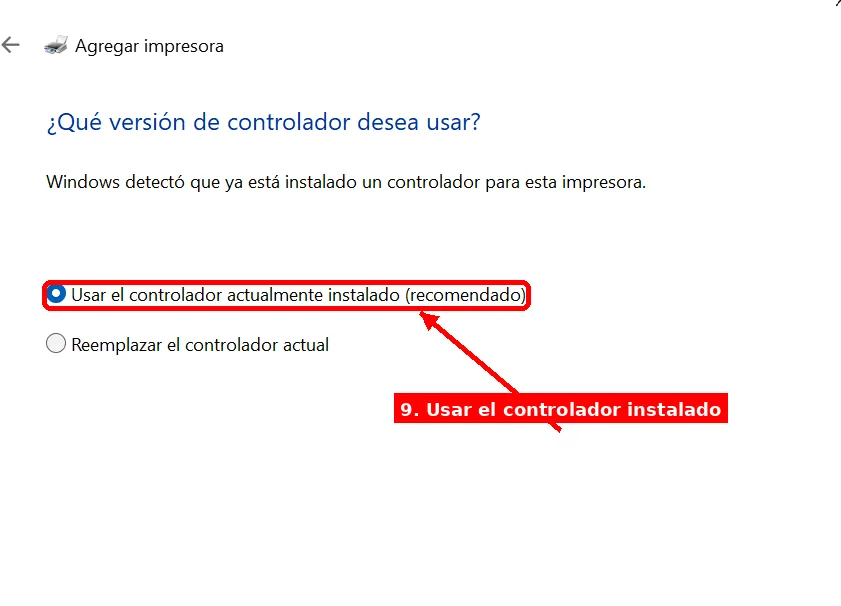 Agregar impresora
¿Qué versión de controlador desea usar?
Windows detectó que ya está instalado un controlador para esta impresora.
Usar el controlador actualmente instalado (recomendado)
Reemplazar el controlador actual
9. Usar el controlador instalado